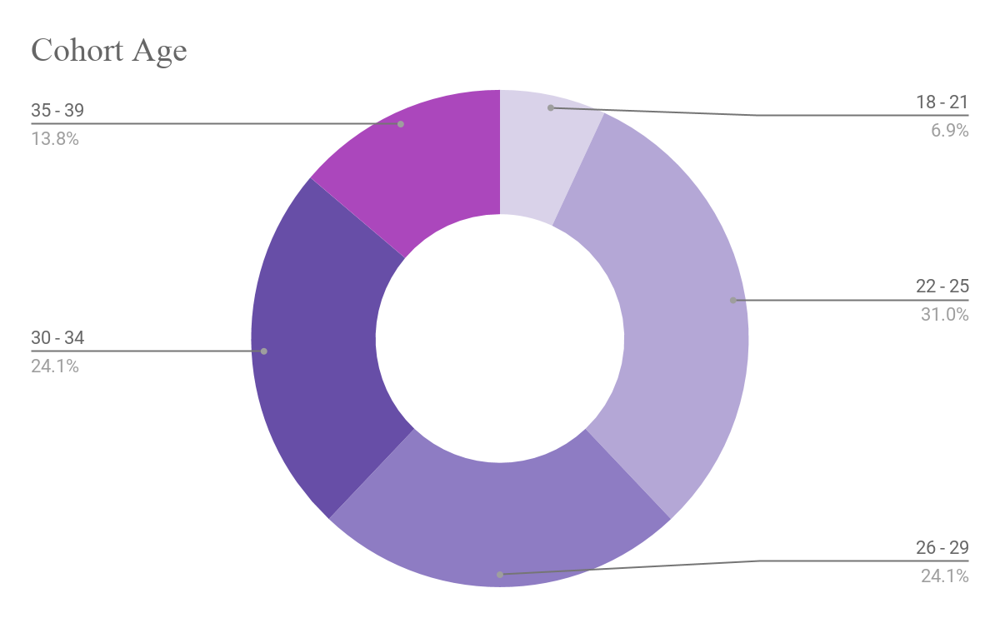 Cohort Age
35 - 39
13.8%
18 - 21
6.9%
22 - 25
31.0%
30 - 34
24.1%
26 - 29
24.1%